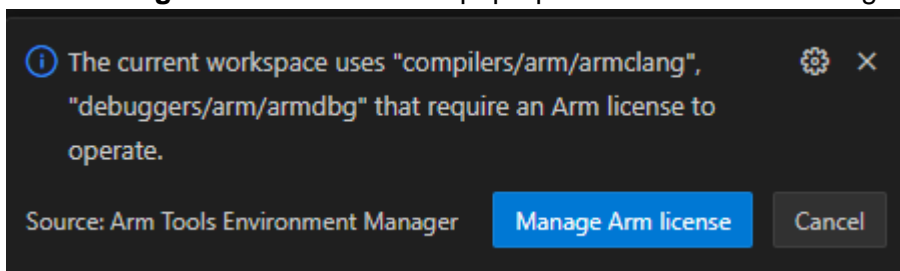 The current workspace uses "compilers/arm/armclang",
"debuggers/arm/armdbg" that require an Arm license to
operate.
Source: Arm Tools Environment Manager
Manage Arm license
Cancel